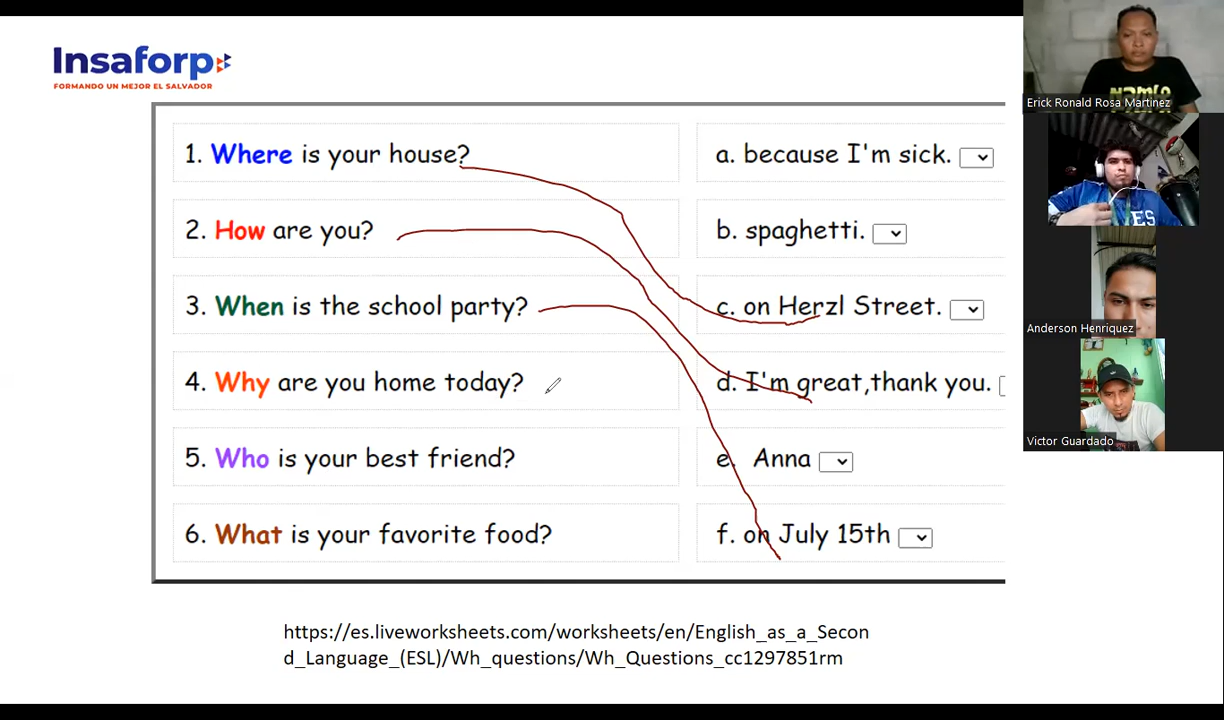 Insaforp
FORMANDO UN MEJOR EL SALVADOR
1. Where is your house?
a. because I'm sick.
2. How are you?
b. spaghetti.
3. When is the school party?
c. on Herzl Street.
4. Why are you home today?
d. I'm great,thank you.
5. Who is your best friend?
e. Anna
6. What is your favorite food?
f. on July 15th
https://es.liveworksheets.com/worksheets/en/English_as_a_Secon
d_Language_(ESL)/Wh_questions/Wh_Questions_cc1297851rm
Erick Ronald Rosa Martinez
ES
Anderson Henriquez
Victor Guardado